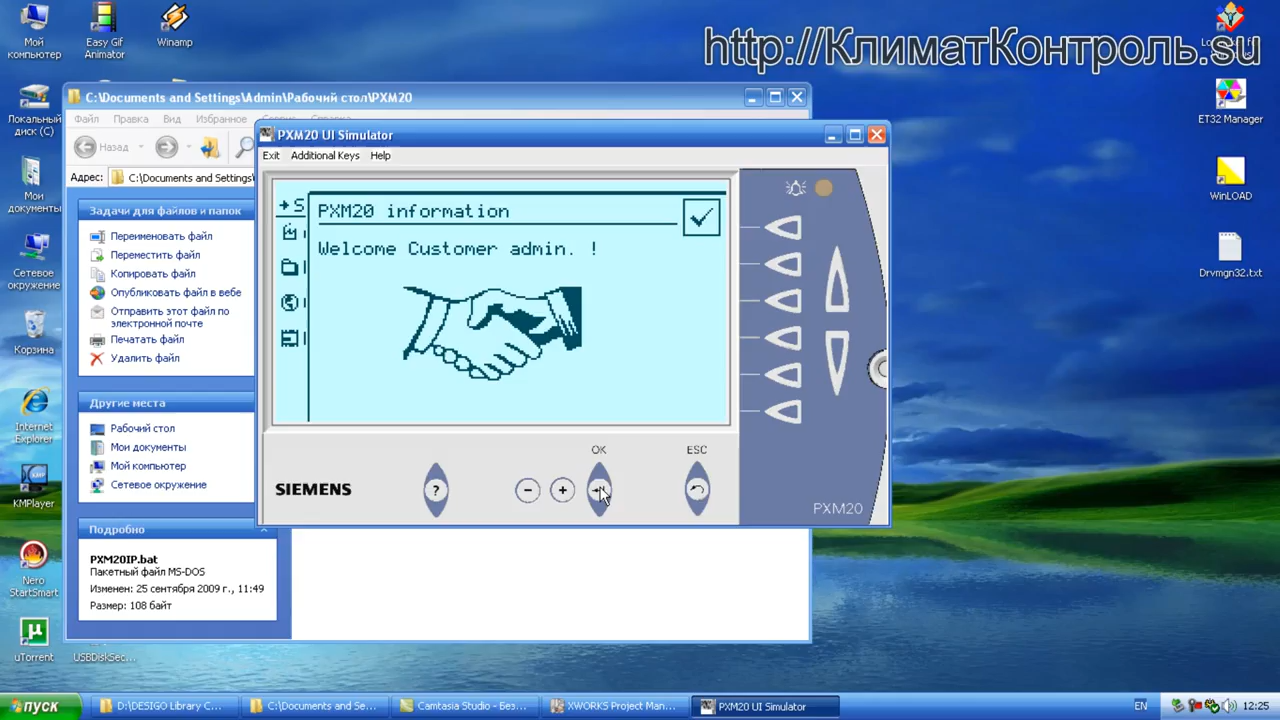 http://КлиматКонтроль.su
Мой
компьютер
Easy Gif
Animator
Winamp
Локальный
диск (C)
Мои
документы
Сетевое
окружение
Корзина
Internet
Explorer
KMPlayer
Nero
StartSmart
uTorrent
USBDiskSec...
ET32 Manager
WinLOAD
Drvmgn32.txt
C:\Documents and Settings\Admin\Рабочий стол\PXM20
Файл Правка Вид Избранное Сервис Справка
Назад
Адрес: C:\Documents and Settings\
Задачи для файлов и папок
Переименовать файл
Переместить файл
Копировать файл
Опубликовать файл в вебе
Отправить этот файл по
электронной почте
Печатать файл
Удалить файл
Другие места
Рабочий стол
Мои документы
Мой компьютер
Сетевое окружение
Подробно
PXM20IP.bat
Пакетный файл MS-DOS
Изменен: 25 сентября 2009 г., 11:49
Размер: 108 байт
PXM20 UI Simulator
Exit Additional Keys Help
S
PXM20 information
Welcome Customer admin. !
OK
ESC
SIEMENS
?
− +
PXM20
пуск
D:\DESIGO Library C...
C:\Documents and Se...
Camtasia Studio - Без...
XWORKS Project Man...
PXM20 UI Simulator
EN
12:25